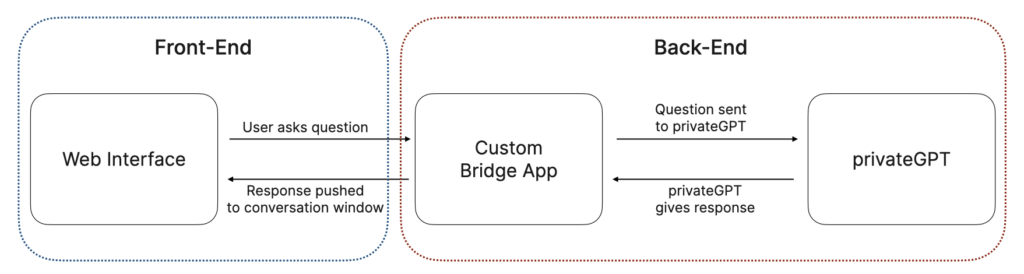 Front-End
Back-End
Web Interface
User asks question
Response pushed
to conversation window
Custom
Bridge App
Question sent
to privateGPT
privateGPT
gives response
privateGPT